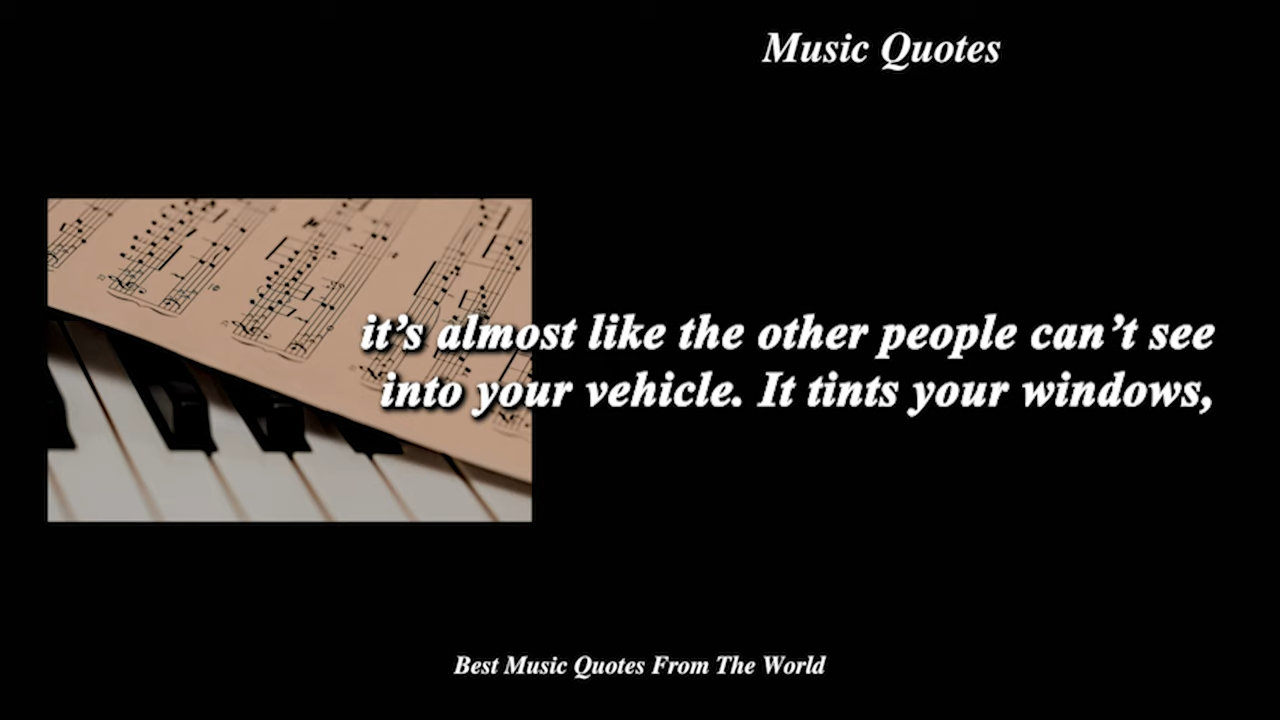 Music Quotes
it’s almost like the other people can’t see
into your vehicle. It tints your windows,
Best Music Quotes From The World